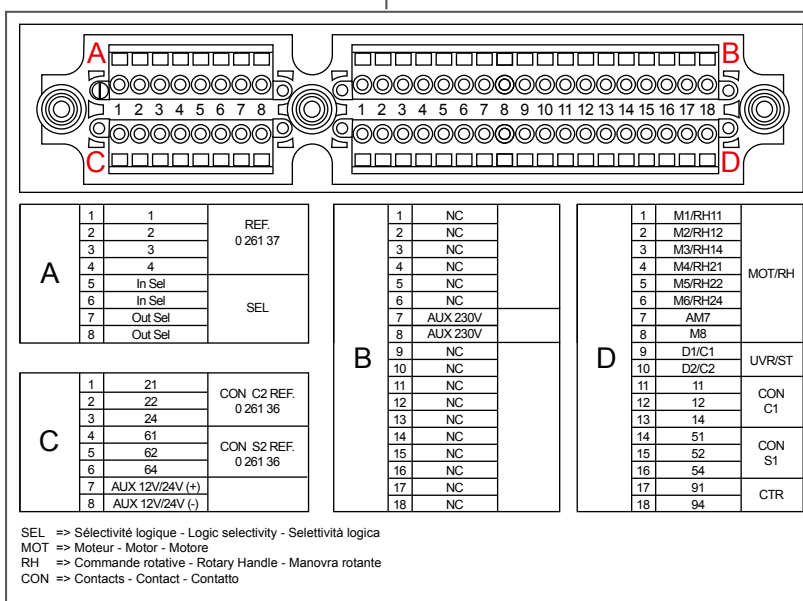 A B
1 2 3 4 5 6 7 8 1 2 3 4 5 6 7 8 9 10 11 12 13 14 15 16 17 18
C D
A
1 1
2 2
3 3
4 4
REF.
0 261 37
5 In Sel
6 In Sel
7 Out Sel
8 Out Sel
SEL
C
1 21
2 22
3 24
CON C2 REF.
0 261 36
4 61
5 62
6 64
CON S2 REF.
0 261 36
7 AUX 12V/24V (+)
8 AUX 12V/24V (-)
B
1 NC
2 NC
3 NC
4 NC
5 NC
6 NC
7 AUX 230V
8 AUX 230V
9 NC
10 NC
11 NC
12 NC
13 NC
14 NC
15 NC
16 NC
17 NC
18 NC
D
1 M1/RH11
2 M2/RH12
3 M3/RH14
4 M4/RH21
5 M5/RH22
6 M6/RH24
7 AM7
8 M8
MOT/RH
9 D1/C1
10 D2/C2
UVR/ST
11 11
12 12
13 14
CON
C1
14 51
15 52
16 54
CON
S1
17 91
18 94
CTR
SEL => Sélectivité logique - Logic selectivity - Selettività logica
MOT => Moteur - Motor - Motore
RH => Commande rotative - Rotary Handle - Manovra rotante
CON => Contacts - Contact - Contatto